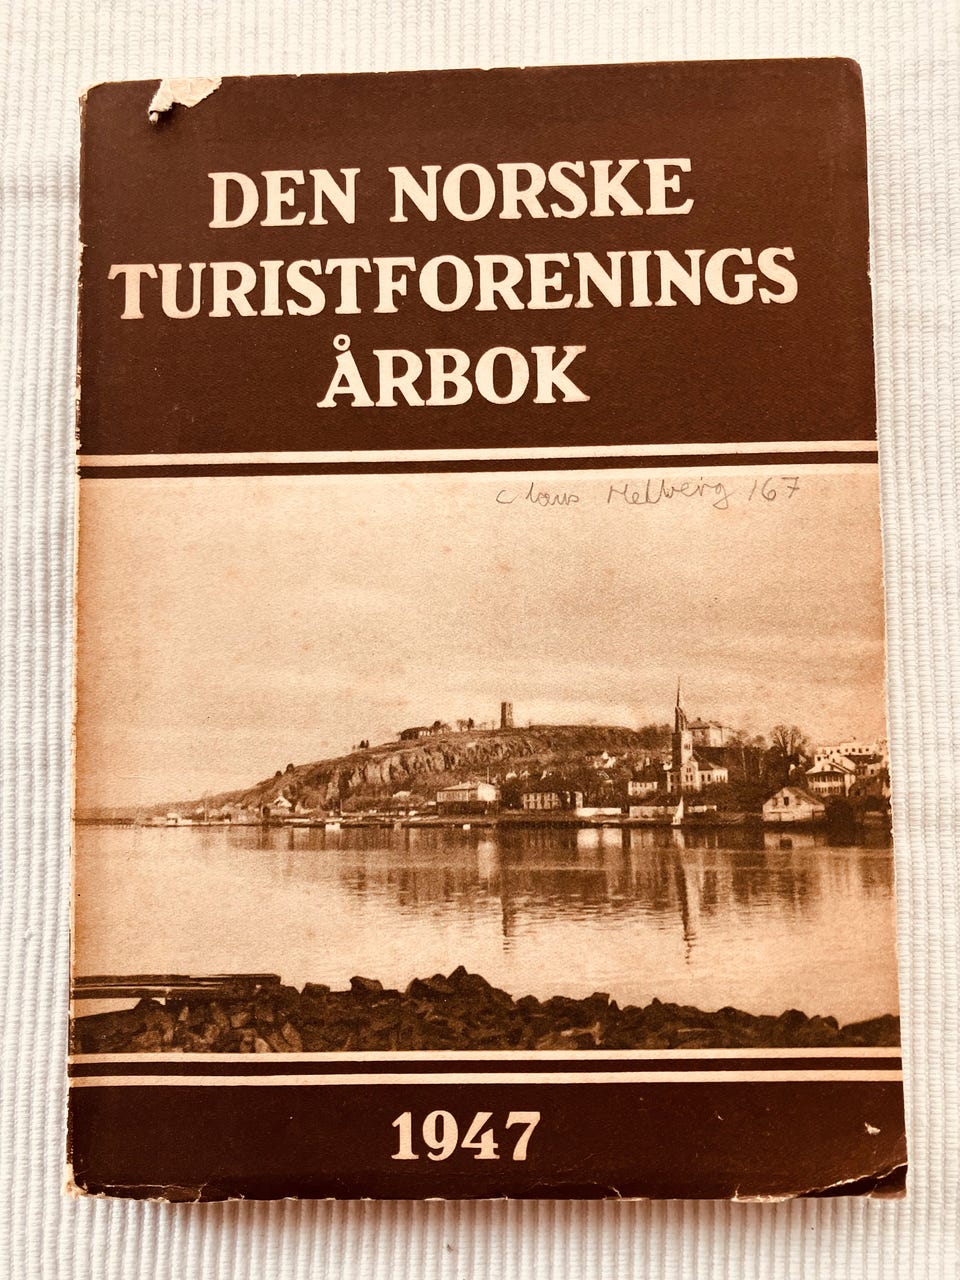 DEN NORSKE
TURISTFORENINGS
ÅRBOK
Claus Helberg 167
1947